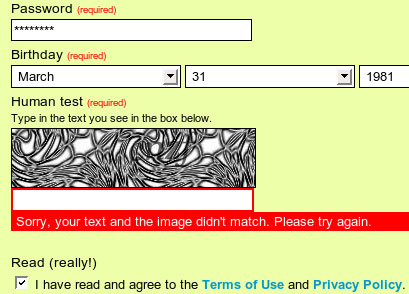 Password (required)
********
Birthday (required)
March 31 1981
Human test (required)
Type in the text you see in the box below.
Sorry, your text and the image didn't match. Please try again.
Read (really!)
I have read and agree to the Terms of Use and Privacy Policy.